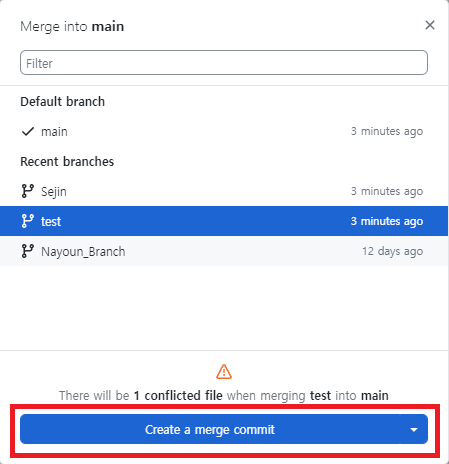 Merge into main
Filter
Default branch
main 3 minutes ago
Recent branches
Sejin 3 minutes ago
test 3 minutes ago
Nayoun_Branch 12 days ago
There will be 1 conflicted file when merging test into main
Create a merge commit